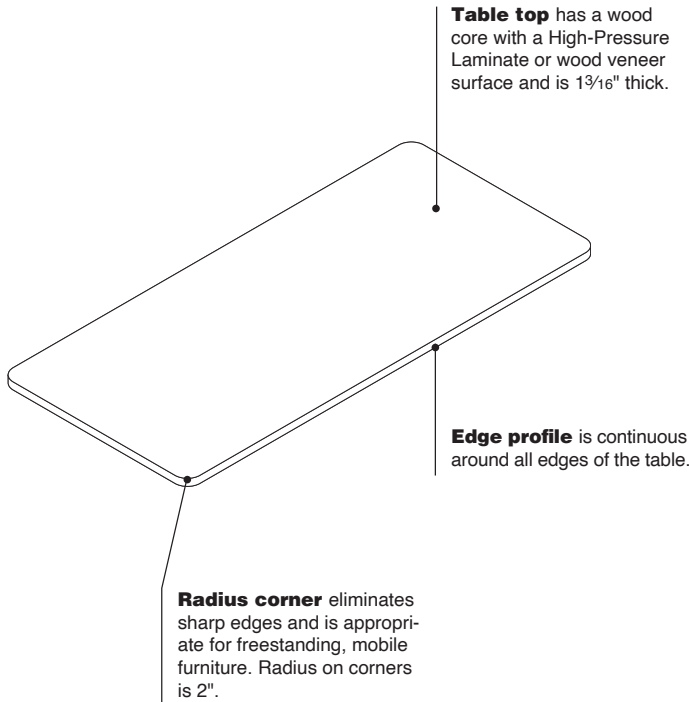 Table top has a wood
core with a High-Pressure
Laminate or wood veneer
surface and is 1 3⁄16" thick.
Edge profile is continuous
around all edges of the table.
Radius corner eliminates
sharp edges and is appropri-
ate for freestanding, mobile
furniture. Radius on corners
is 2".